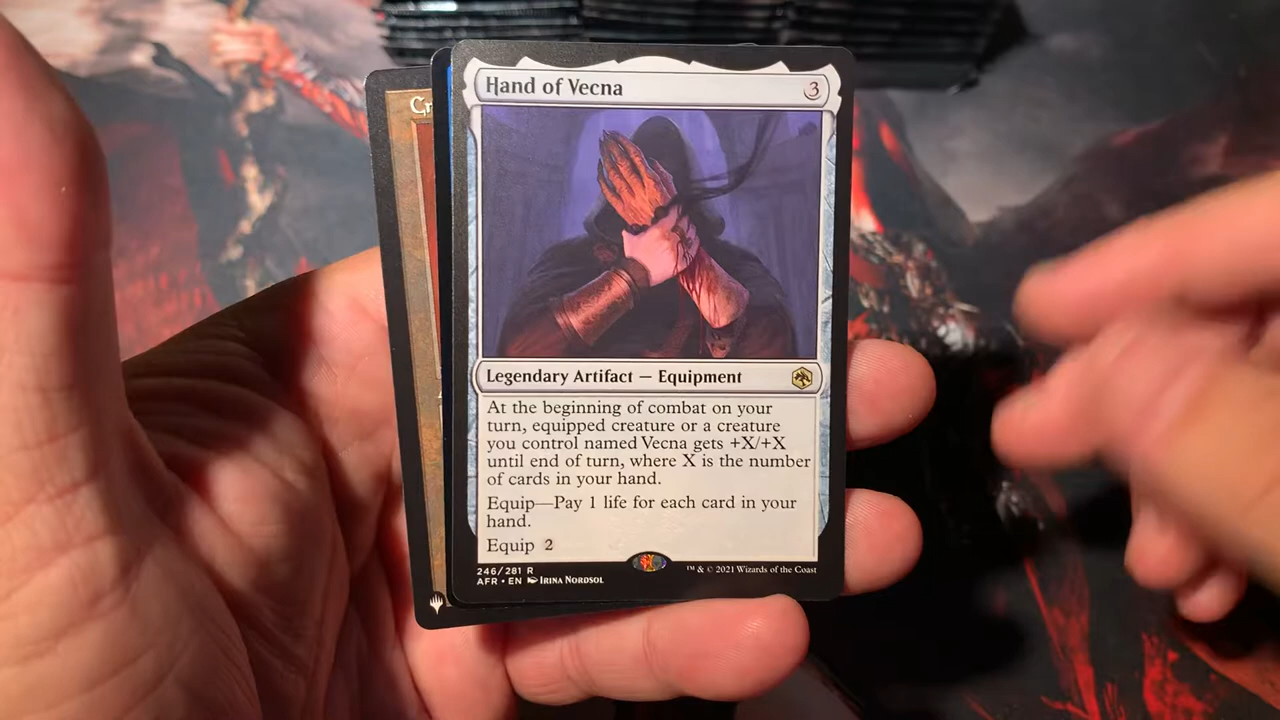 Hand of Vecna 3
Legendary Artifact — Equipment
At the beginning of combat on your
turn, equipped creature or a creature
you control named Vecna gets +X/+X
until end of turn, where X is the number
of cards in your hand.
Equip—Pay 1 life for each card in your
hand.
Equip 2
246/281 R
AFR • EN Irina Nordsol
™ & © 2021 Wizards of the Coast